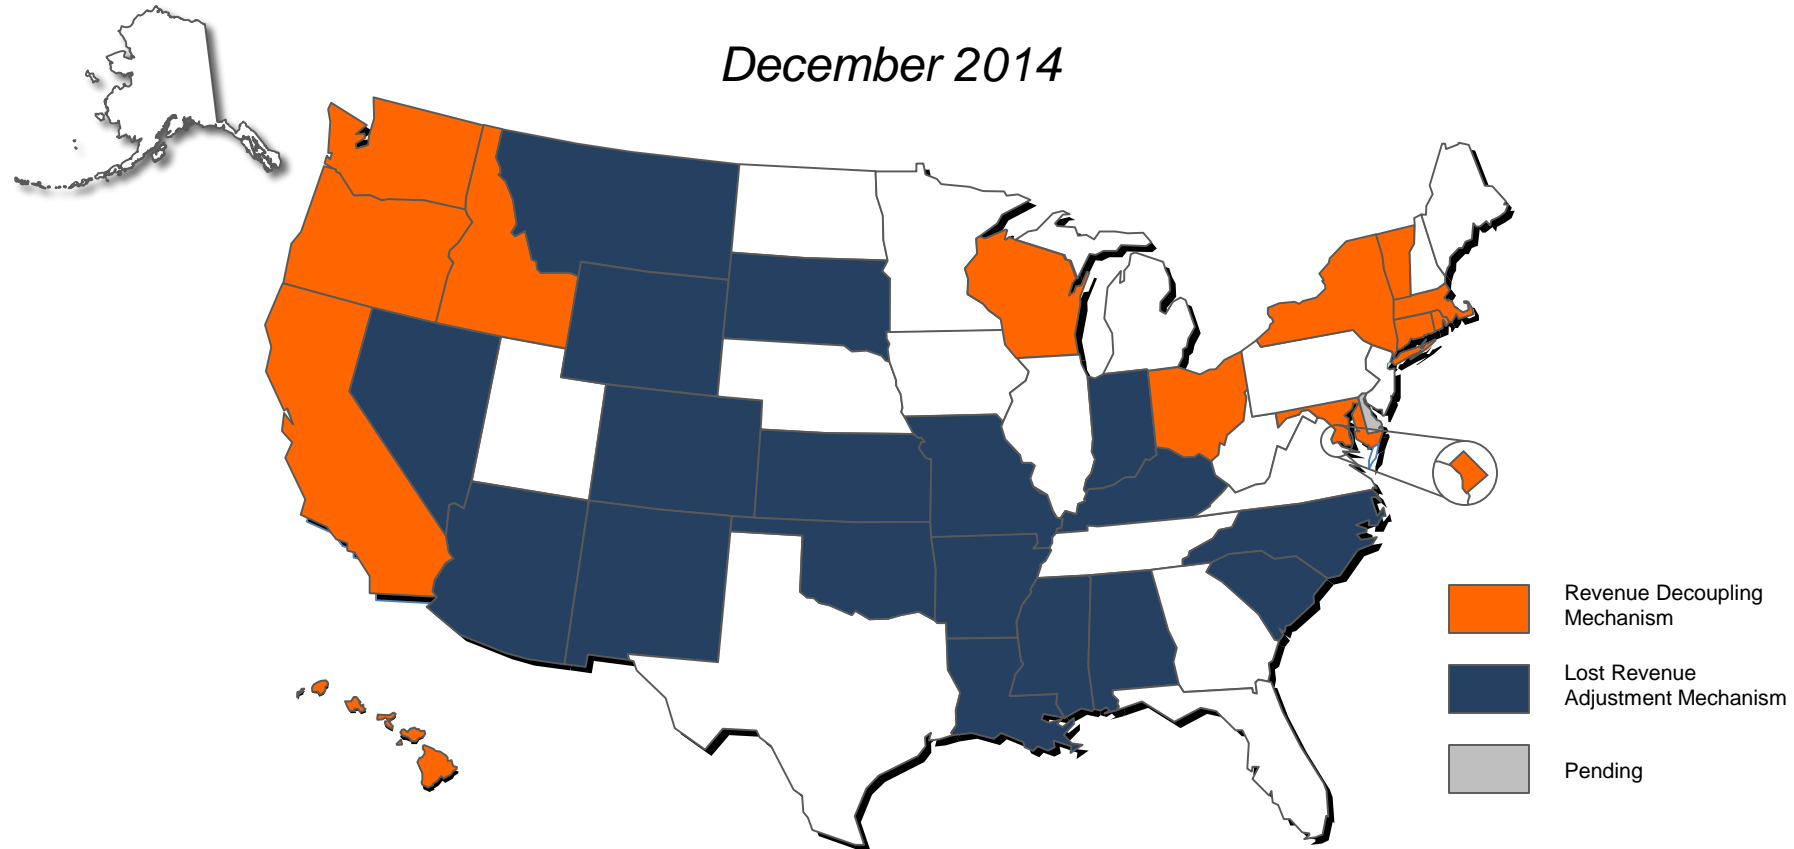 December 2014
Revenue Decoupling
Mechanism
Lost Revenue
Adjustment Mechanism
Pending